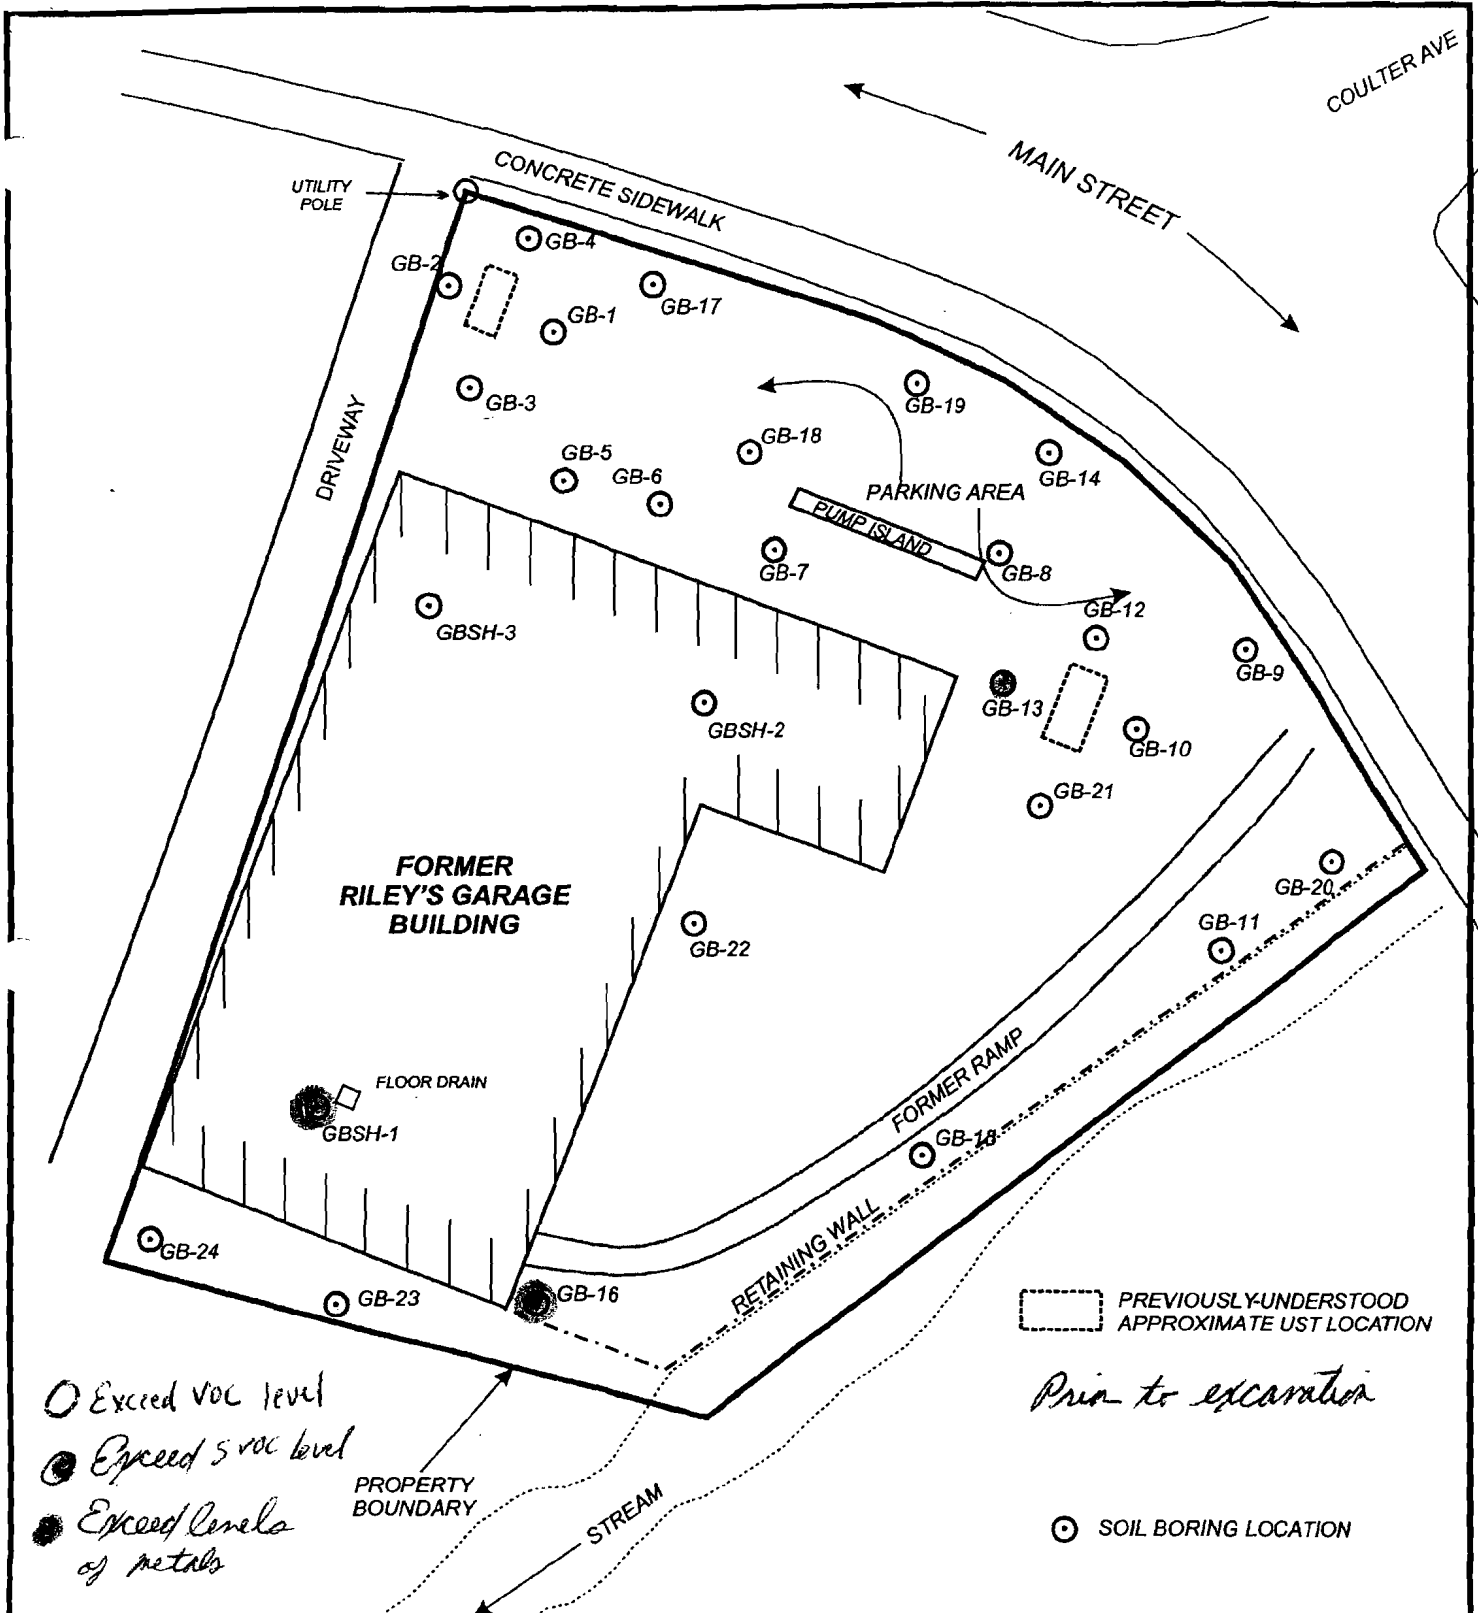 COULTER AVE
MAIN STREET
CONCRETE SIDEWALK
UTILITY
POLE
GB-4
GB-2
GB-17
GB-1
GB-3
GB-19
DRIVEWAY
GB-18
GB-5
GB-6
GB-14
PARKING AREA
PUMP ISLAND
GB-7
GB-8
GB-12
GBSH-3
GB-9
GB-13
GBSH-2
GB-10
GB-21
FORMER
RILEY'S GARAGE
BUILDING
GB-20
GB-11
GB-22
FORMER RAMP
FLOOR DRAIN
GBSH-1
GB-18
RETAINING WALL
GB-24
GB-23
GB-16
PREVIOUSLY-UNDERSTOOD
APPROXIMATE UST LOCATION
Prior to excavation
Exceed VOC level
Exceed SVOC level
Exceed levels
of metals
PROPERTY
BOUNDARY
STREAM
SOIL BORING LOCATION